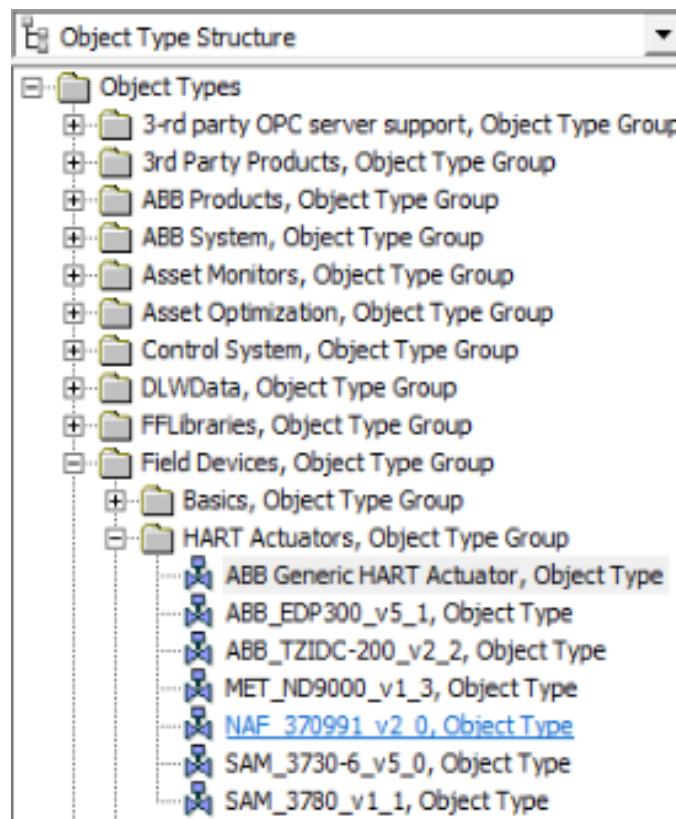 Object Type Structure
Object Types
3-rd party OPC server support, Object Type Group
3rd Party Products, Object Type Group
ABB Products, Object Type Group
ABB System, Object Type Group
Asset Monitors, Object Type Group
Asset Optimization, Object Type Group
Control System, Object Type Group
DLWData, Object Type Group
FFLibraries, Object Type Group
Field Devices, Object Type Group
Basics, Object Type Group
HART Actuators, Object Type Group
ABB Generic HART Actuator, Object Type
ABB_EDP300_v5_1, Object Type
ABB_TZIDC-200_v2_2, Object Type
MET_ND9000_v1_3, Object Type
NAF_370991_v2_0, Object Type
SAM_3730-6_v5_0, Object Type
SAM_3780_v1_1, Object Type